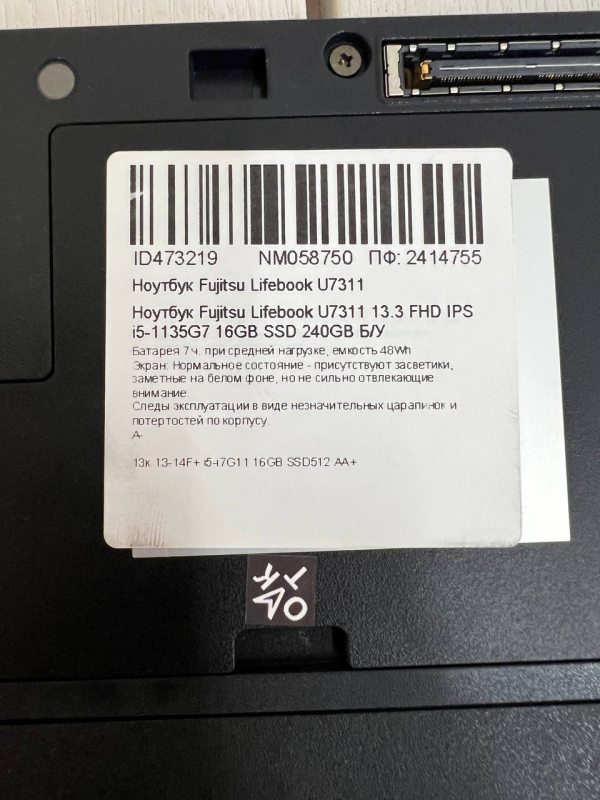 ID473219 NM058750 ПФ: 2414755
Ноутбук Fujitsu Lifebook U7311
Ноутбук Fujitsu Lifebook U7311 13.3 FHD IPS
i5-1135G7 16GB SSD 240GB Б/У
Батарея 7 ч. при средней нагрузке, емкость 48Wh
Экран: Нормальное состояние - присутствуют засветики,
заметные на белом фоне, но не сильно отвлекающие
внимание.
Следы эксплуатации в виде незначительных царапинок и
потертостей по корпусу.
A-
13к 13-14F+ i5-i7G11 16GB SSD512 AA+